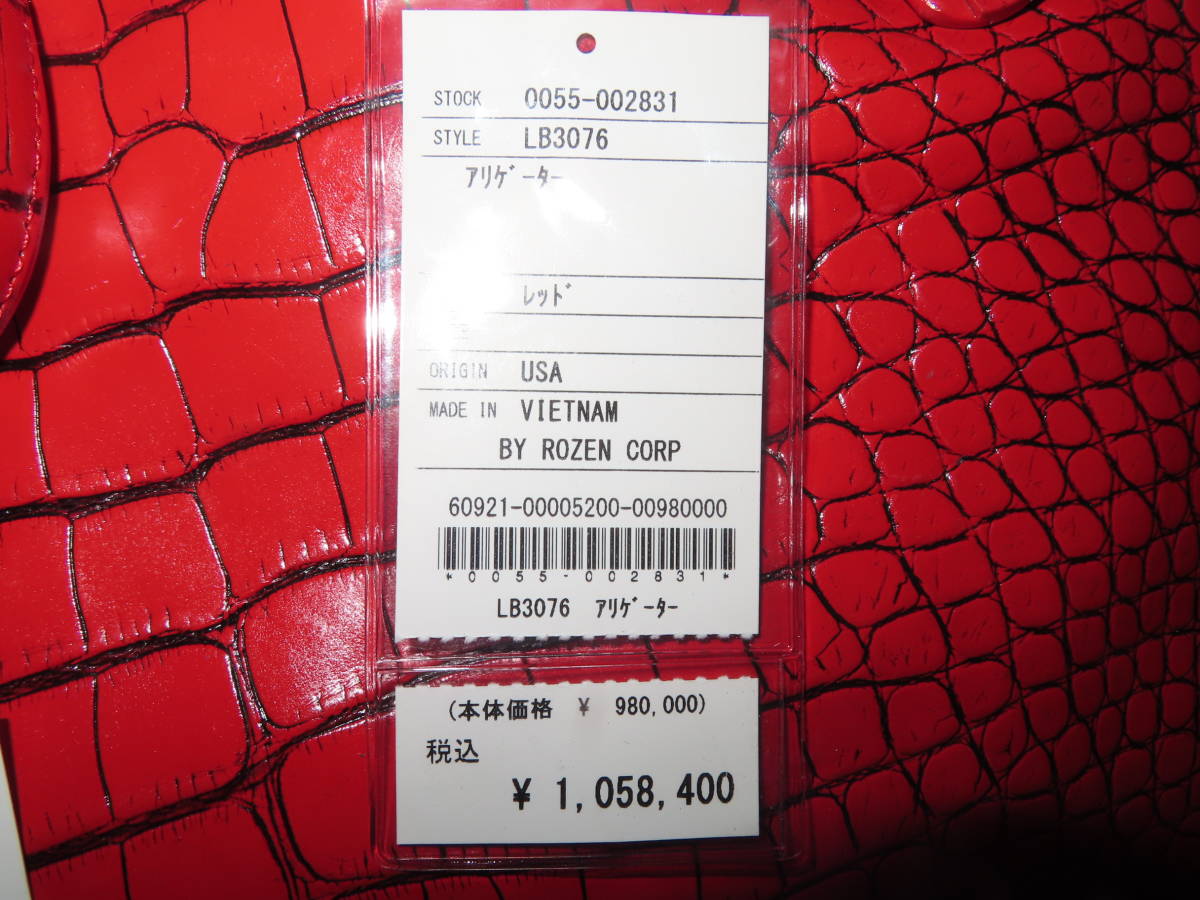 STOCK 0055-002831
STYLE LB3076
ｱﾘｹﾞｰﾀｰ
ﾚｯﾄﾞ
ORIGIN USA
MADE IN VIETNAM
BY ROZEN CORP
60921-00005200-00980000
*0055-002831*
LB3076 ｱﾘｹﾞｰﾀｰ
(本体価格 ¥ 980,000)
税込
¥ 1,058,400